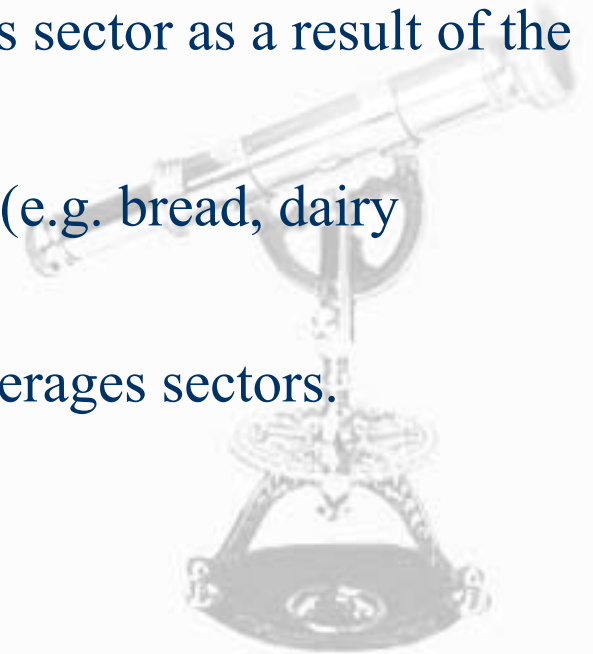 s sector as a result of the
(e.g. bread, dairy
erages sectors.